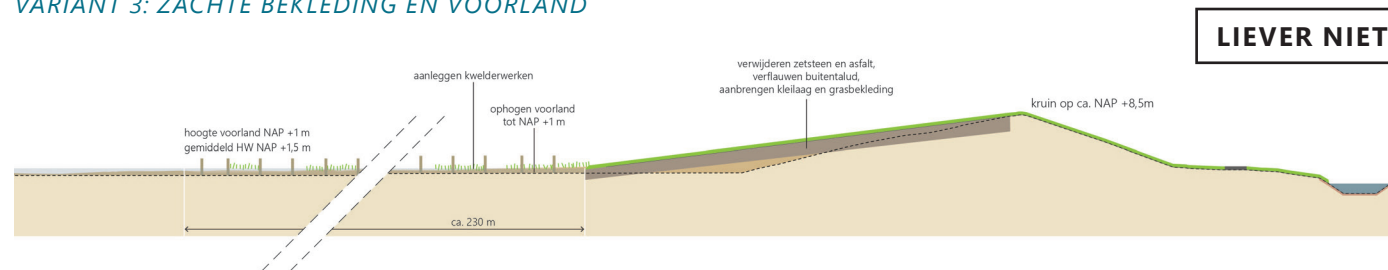 VARIANT 3: ZACHTE BEKLEDING EN VOORLAND
LIEVER NIET
verwijderen zetsteen en asfalt,
verflauwen buitentalud,
aanbrengen kleilaag en grasbekleding
aanleggen kwelderwerken
kruin op ca. NAP +8,5m
ophogen voorland
tot NAP +1 m
hoogte voorland NAP +1 m
gemiddeld HW NAP +1,5 m
ca. 230 m